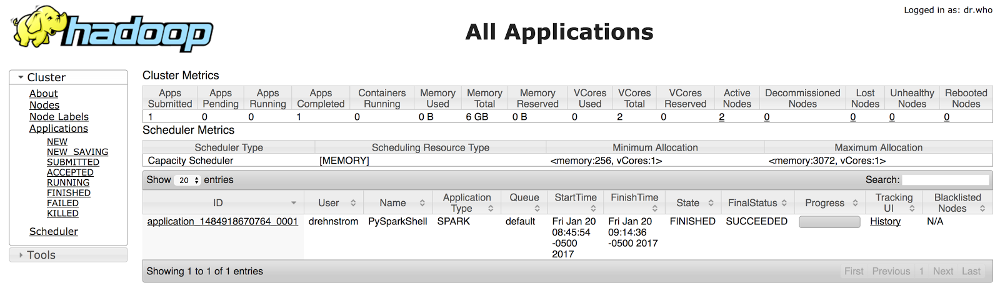 Logged in as: dr.who
hadoop
All Applications
Cluster
About
Nodes
Node Labels
Applications
NEW
NEW_SAVING
SUBMITTED
ACCEPTED
RUNNING
FINISHED
FAILED
KILLED
Scheduler
Tools
Cluster Metrics
Apps Submitted Apps Pending Apps Running Apps Completed Containers Running Memory Used Memory Total Memory Reserved VCores Used VCores Total VCores Reserved Active Nodes Decommissioned Nodes Lost Nodes Unhealthy Nodes Rebooted Nodes
1 0 0 1 0 0 B 6 GB 0 B 0 2 0 2 0 0 0 0
Scheduler Metrics
Scheduler Type Scheduling Resource Type Minimum Allocation Maximum Allocation
Capacity Scheduler [MEMORY] <memory:256, vCores:1> <memory:3072, vCores:1>
Show 20 entries Search:
ID User Name Application Type Queue StartTime FinishTime State FinalStatus Progress Tracking UI Blacklisted Nodes
application_1484918670764_0001 drehnstrom PySparkShell SPARK default Fri Jan 20 08:45:54 -0500 2017 Fri Jan 20 09:14:36 -0500 2017 FINISHED SUCCEEDED History N/A
Showing 1 to 1 of 1 entries First Previous 1 Next Last